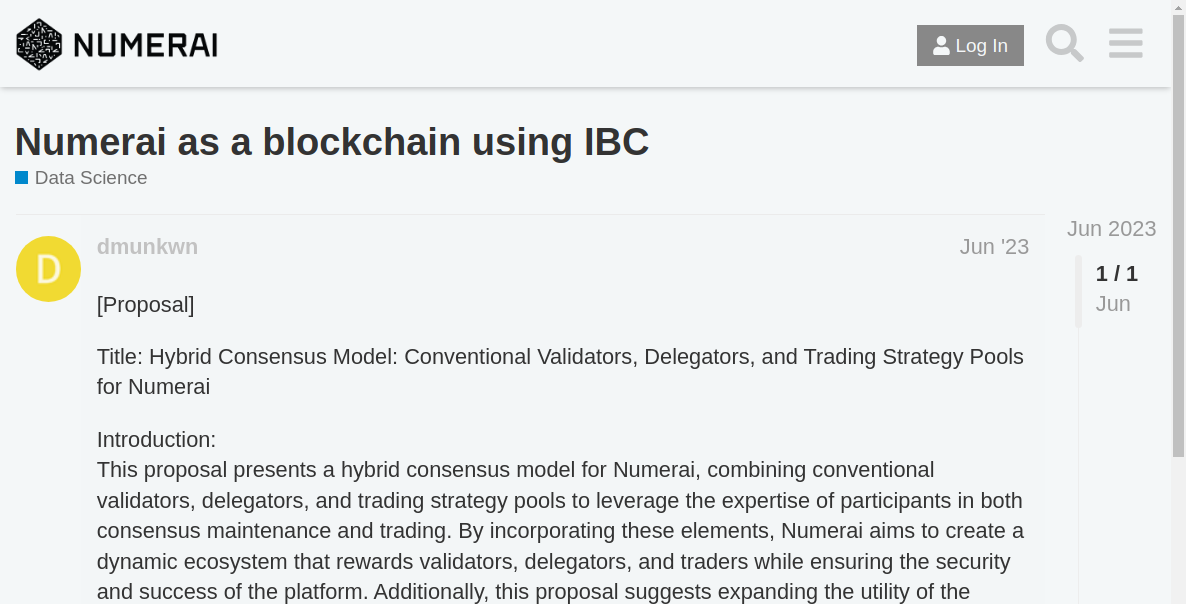 NUMERAI
Log In
Numerai as a blockchain using IBC
Data Science
Jun 2023
D
dmunkwn
Jun '23
1 / 1
Jun
[Proposal]
Title: Hybrid Consensus Model: Conventional Validators, Delegators, and Trading Strategy Pools
for Numerai
Introduction:
This proposal presents a hybrid consensus model for Numerai, combining conventional
validators, delegators, and trading strategy pools to leverage the expertise of participants in both
consensus maintenance and trading. By incorporating these elements, Numerai aims to create a
dynamic ecosystem that rewards validators, delegators, and traders while ensuring the security
and success of the platform. Additionally, this proposal suggests expanding the utility of the